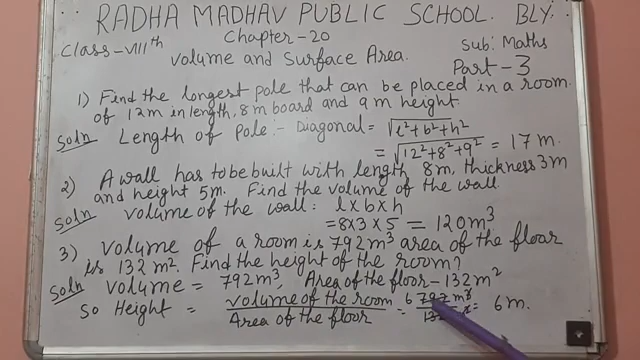 RADHA MADHAV PUBLIC SCHOOL. BLY.
Class-VIIIth Chapter-20 Sub: Maths
Volume and Surface Area. Part-3
1) Find the longest pole that can be placed in a room
of 12m in length, 8m board and 9m height.
Soln Length of Pole:- Diagonal = √l²+b²+h²
= √12²+8²+9² = 17 m.
2) A wall has to be built with length 8m, thickness 3m
and height 5m. Find the volume of the wall.
Soln volume of the wall: l×b×h
= 8×3×5 = 120m³
3) Volume of a room is 792m³ area of the floor
is 132 m². Find the height of the room?
Soln Volume = 792m³, Area of the floor-132m²
So Height = Volume of the room / Area of the floor = 6 792 m³ / 132 = 6m.